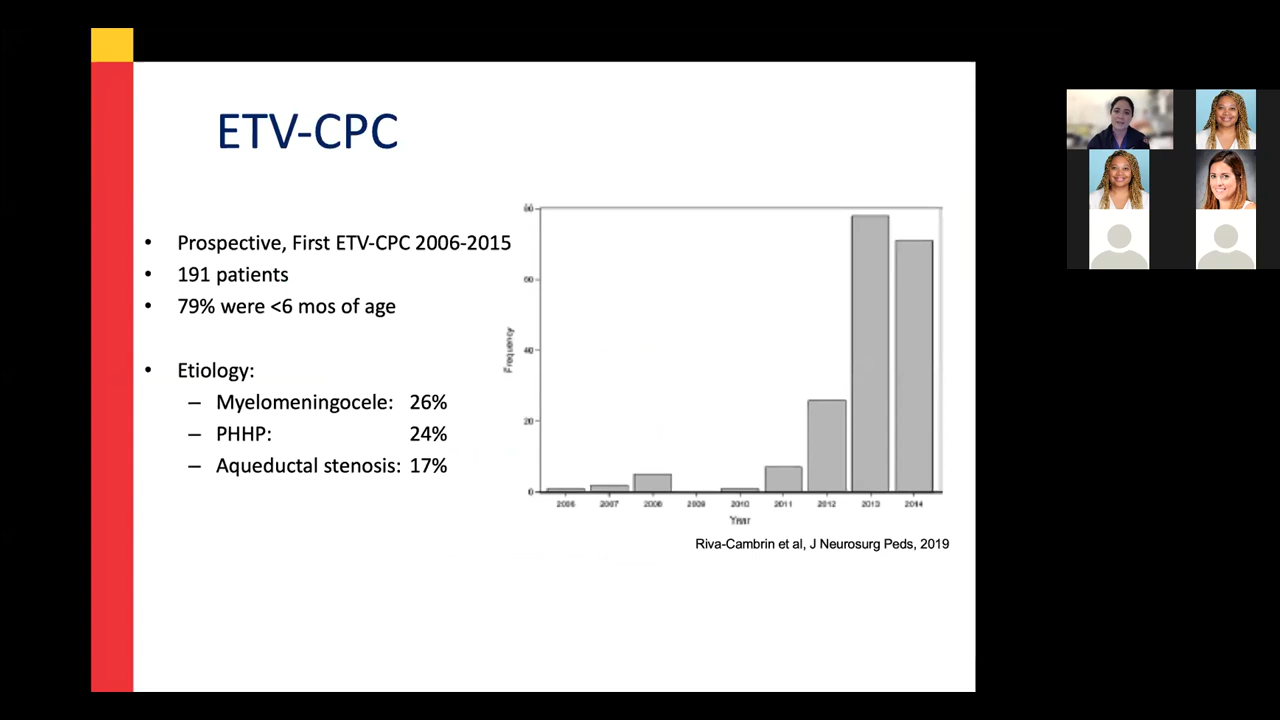 ETV-CPC
• Prospective, First ETV-CPC 2006-2015
• 191 patients
• 79% were <6 mos of age
• Etiology:
– Myelomeningocele: 26%
– PHHP: 24%
– Aqueductal stenosis: 17%
80
60
40
20
0
Frequency
2006 2007 2008 2009 2010 2011 2012 2013 2014
Year
Riva-Cambrin et al, J Neurosurg Peds, 2019